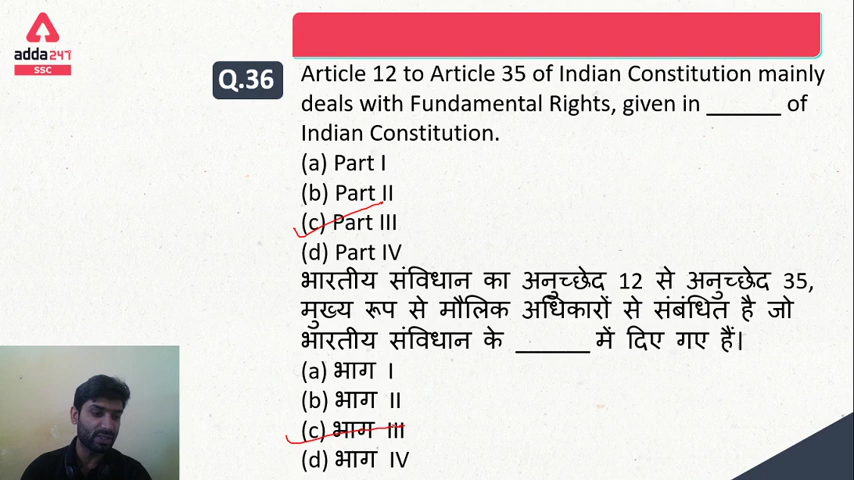 adda247
SSC
Q.36
Article 12 to Article 35 of Indian Constitution mainly
deals with Fundamental Rights, given in ______ of
Indian Constitution.
(a) Part I
(b) Part II
(c) Part III
(d) Part IV
भारतीय संविधान का अनुच्छेद 12 से अनुच्छेद 35,
मुख्य रूप से मौलिक अधिकारों से संबंधित है जो
भारतीय संविधान के ______ में दिए गए हैं।
(a) भाग I
(b) भाग II
(c) भाग III
(d) भाग IV